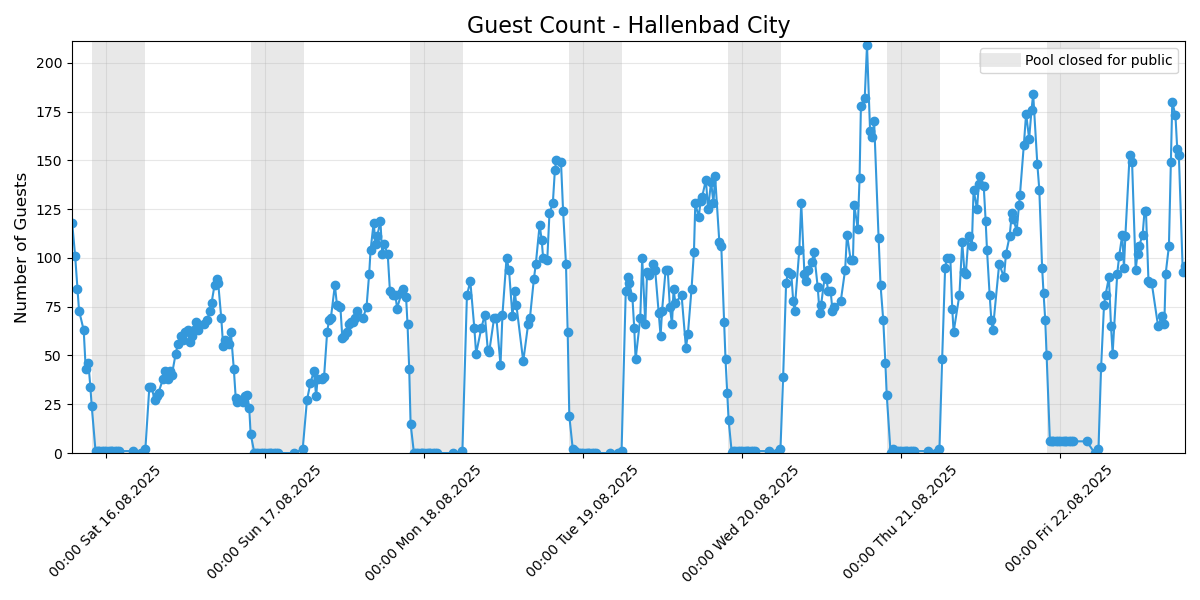 Guest Count - Hallenbad City
Pool closed for public
Number of Guests
200
175
150
125
100
75
50
25
0
00:00 Sat 16.08.2025
00:00 Sun 17.08.2025
00:00 Mon 18.08.2025
00:00 Tue 19.08.2025
00:00 Wed 20.08.2025
00:00 Thu 21.08.2025
00:00 Fri 22.08.2025